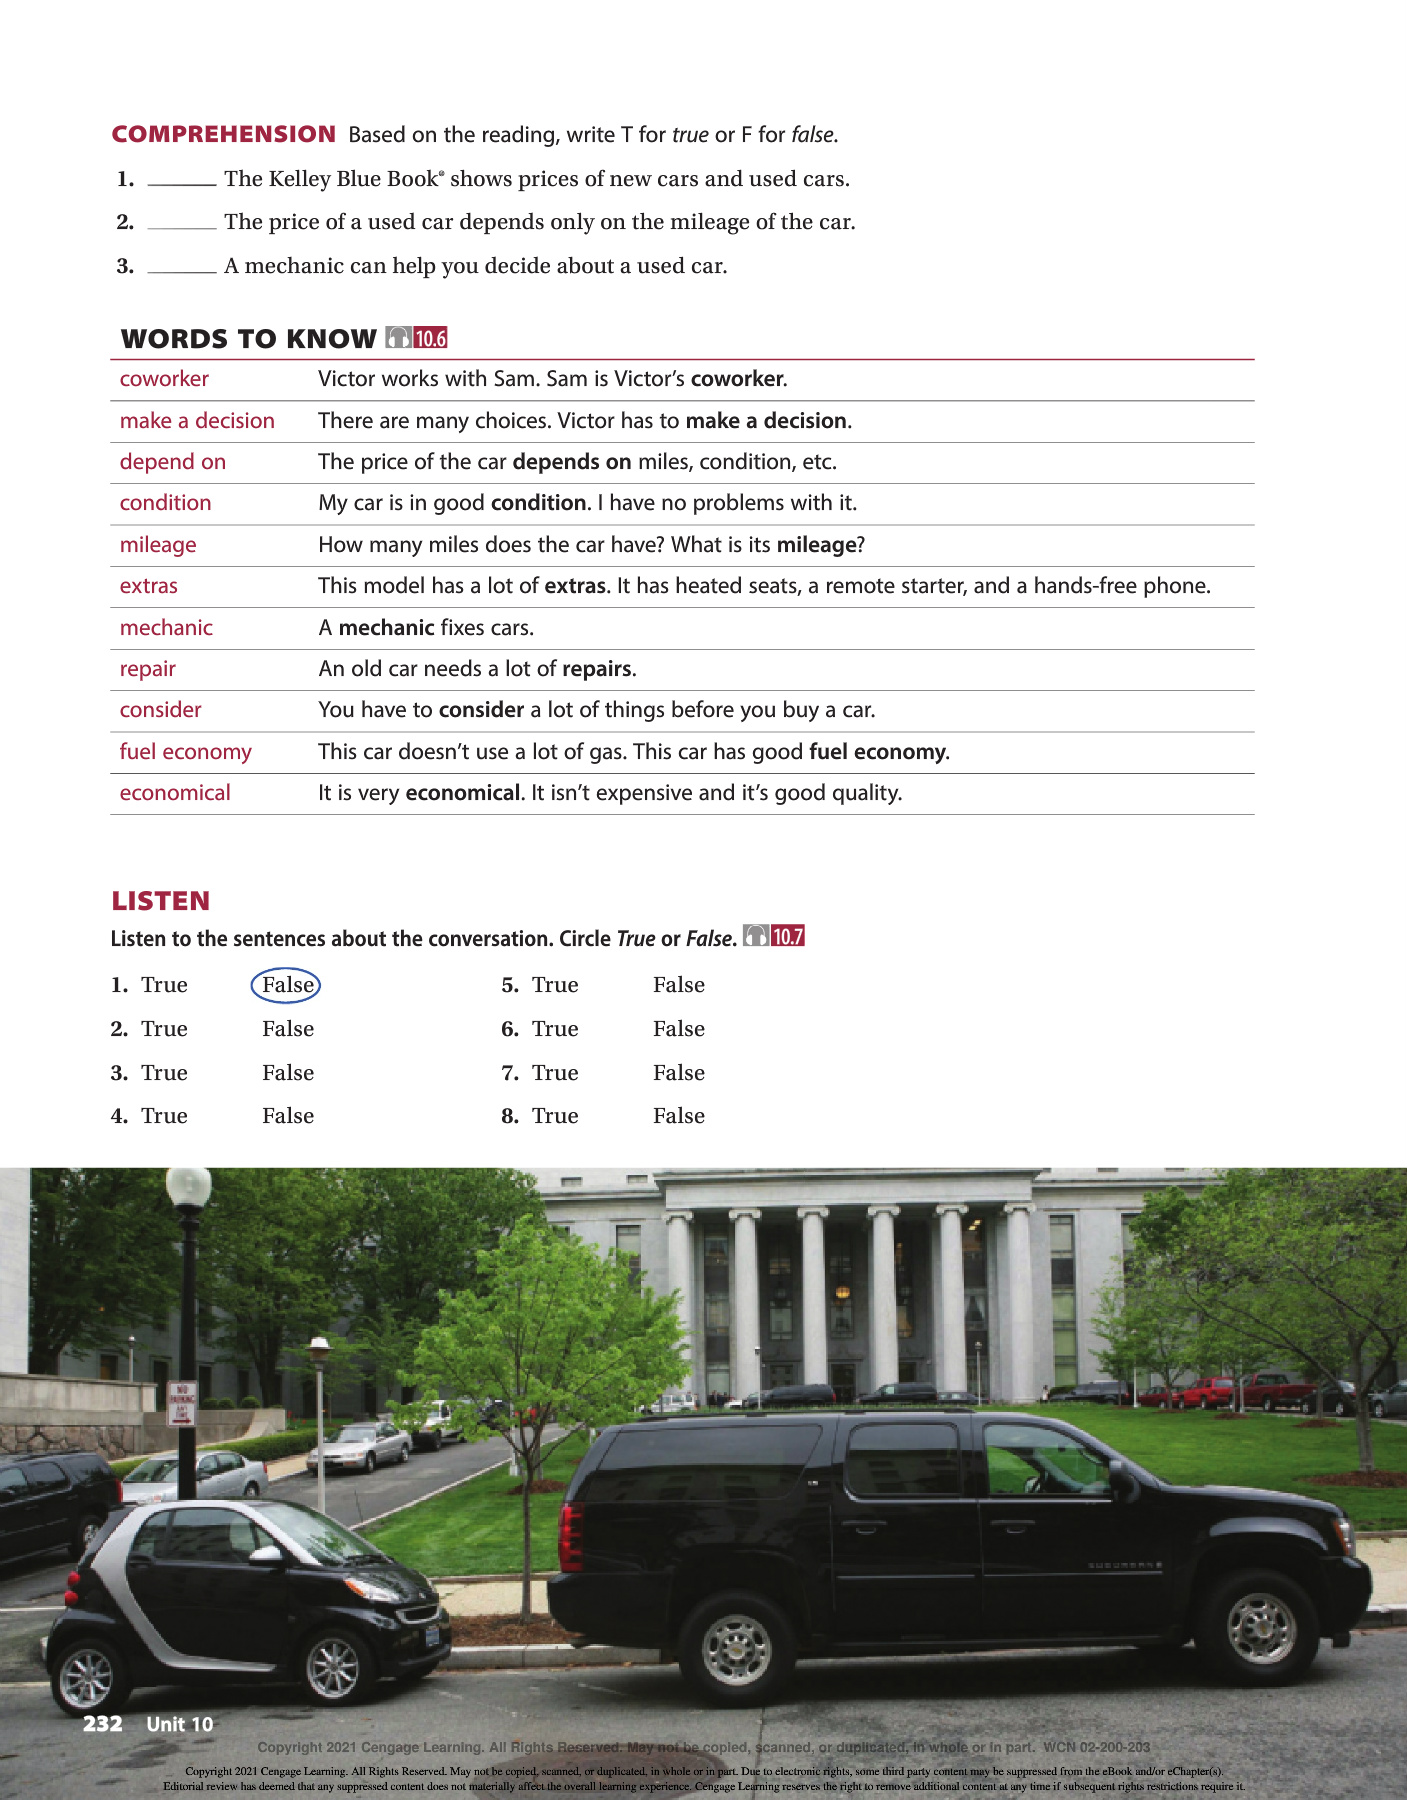 COMPREHENSION Based on the reading, write T for true or F for false.
1. ______ The Kelley Blue Book® shows prices of new cars and used cars.
2. ______ The price of a used car depends only on the mileage of the car.
3. ______ A mechanic can help you decide about a used car.
WORDS TO KNOW 10.6
coworker Victor works with Sam. Sam is Victor’s coworker.
make a decision There are many choices. Victor has to make a decision.
depend on The price of the car depends on miles, condition, etc.
condition My car is in good condition. I have no problems with it.
mileage How many miles does the car have? What is its mileage?
extras This model has a lot of extras. It has heated seats, a remote starter, and a hands-free phone.
mechanic A mechanic fixes cars.
repair An old car needs a lot of repairs.
consider You have to consider a lot of things before you buy a car.
fuel economy This car doesn’t use a lot of gas. This car has good fuel economy.
economical It is very economical. It isn’t expensive and it’s good quality.
LISTEN
Listen to the sentences about the conversation. Circle True or False. 10.7
1. True False 5. True False
2. True False 6. True False
3. True False 7. True False
4. True False 8. True False
NO
PARKING
ANY
TIME
232 Unit 10
Copyright 2021 Cengage Learning. All Rights Reserved. May not be copied, scanned, or duplicated, in whole or in part. WCN 02-200-203
Copyright 2021 Cengage Learning. All Rights Reserved. May not be copied, scanned, or duplicated, in whole or in part. Due to electronic rights, some third party content may be suppressed from the eBook and/or eChapter(s).
Editorial review has deemed that any suppressed content does not materially affect the overall learning experience. Cengage Learning reserves the right to remove additional content at any time if subsequent rights restrictions require it.